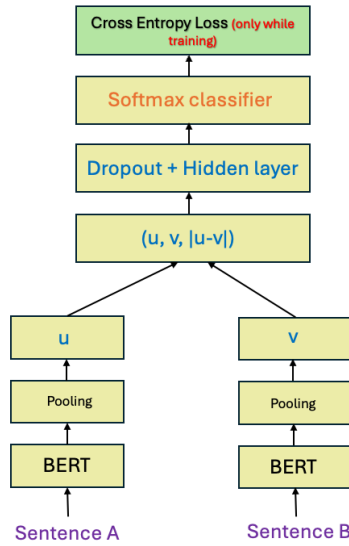 Cross Entropy Loss (only while
training)
Softmax classifier
Dropout + Hidden layer
(u, v, |u-v|)
u
v
Pooling
Pooling
BERT
BERT
Sentence A
Sentence B